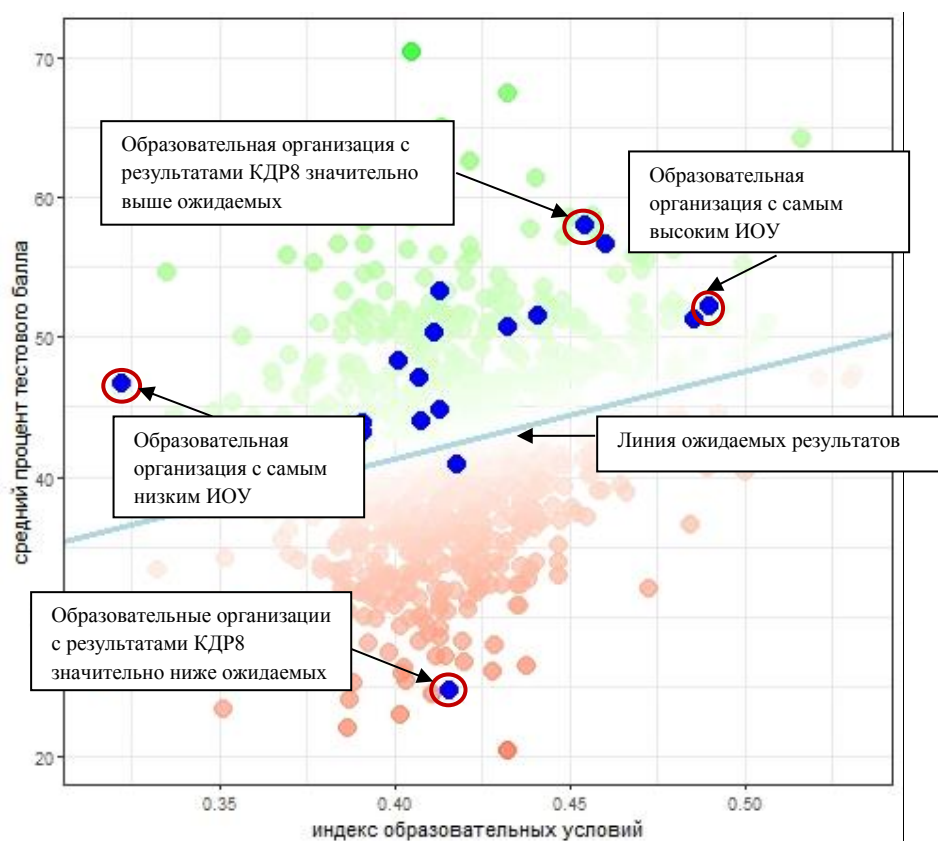 70
60
50
40
20
средний процент тестового балла
Образовательная организация с
результатами КДР8 значительно
выше ожидаемых
Образовательная
организация с самым
высоким ИОУ
Образовательная
организация с самым
низким ИОУ
Линия ожидаемых результатов
Образовательные организации
с результатами КДР8
значительно ниже ожидаемых
0.35
0.40
0.45
0.50
индекс образовательных условий